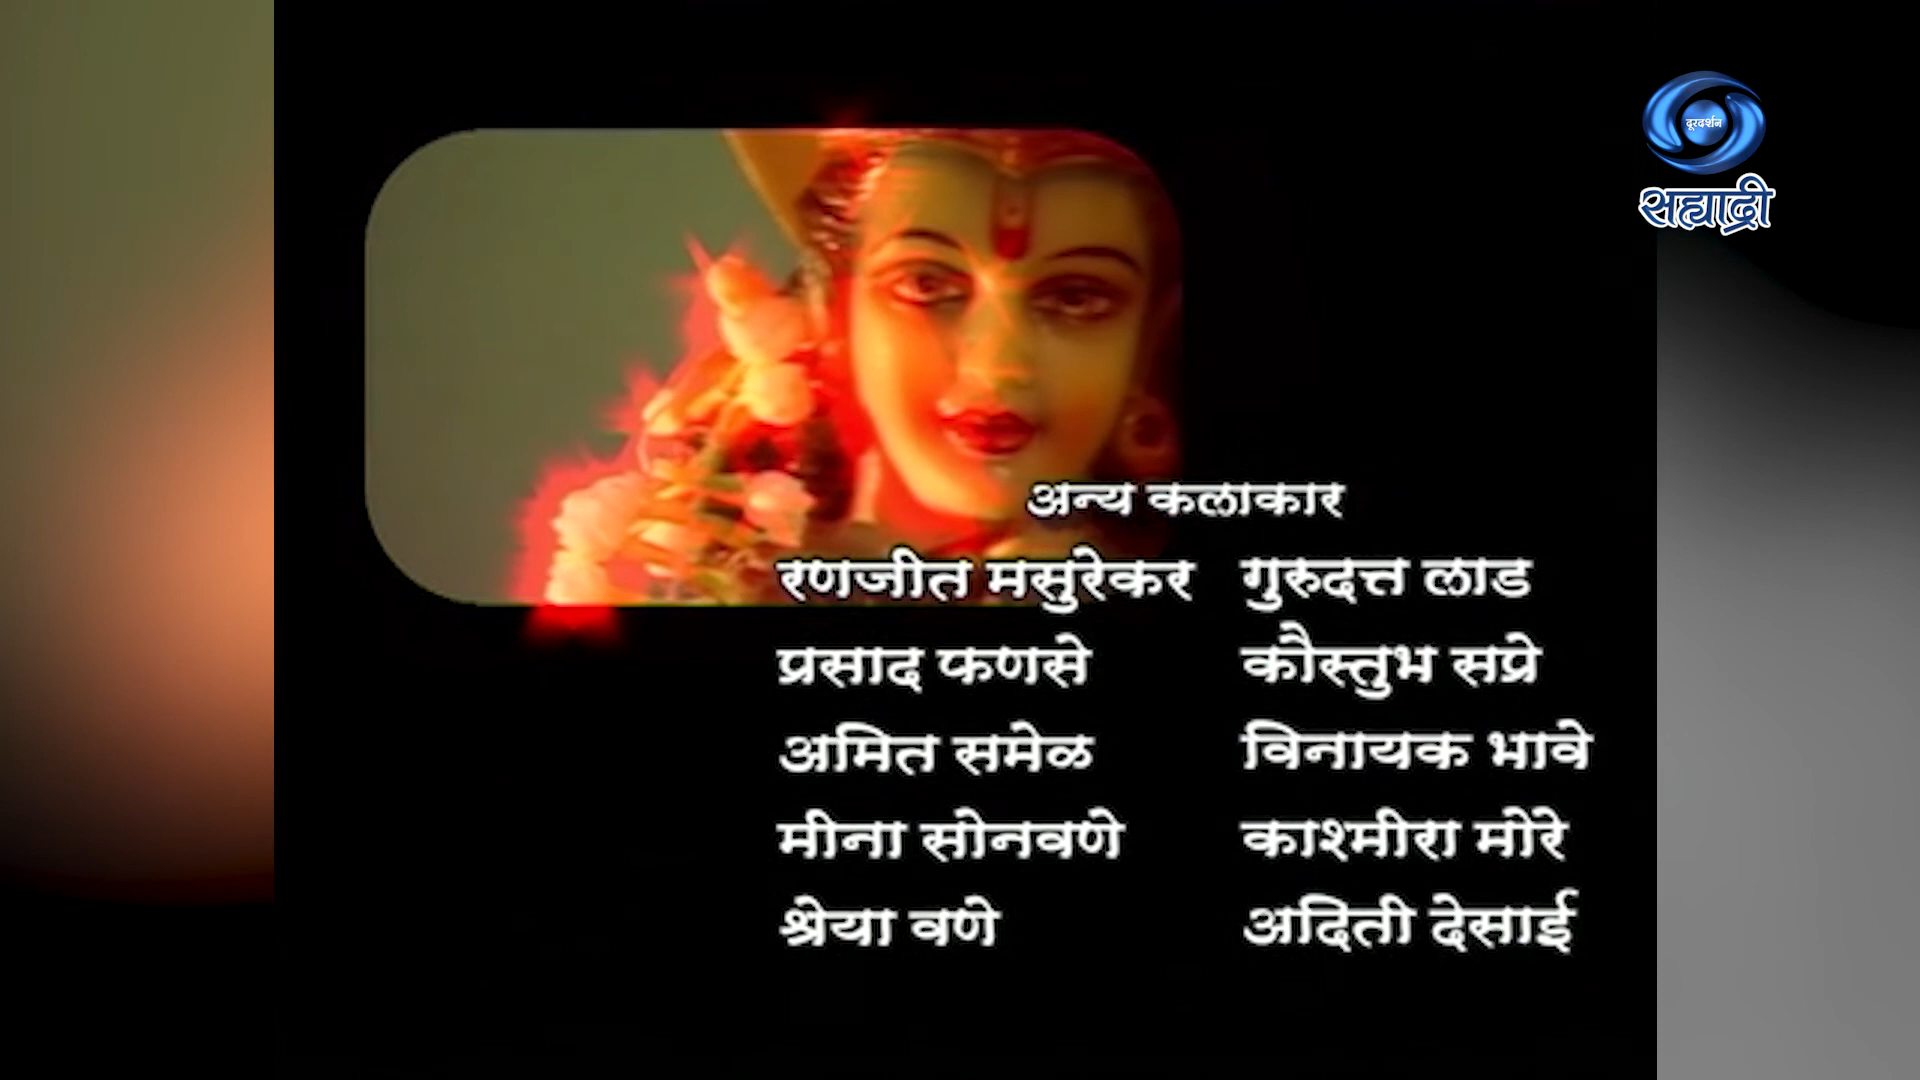 दूरदर्शन
सह्याद्री
अन्य कलाकार
रणजीत मसुरेकर गुरुदत्त लाड
प्रसाद फणसे कौस्तुभ सप्रे
अमित समेळ विनायक भावे
मीना सोनवणे काश्मीरा मोरे
श्रेया वणे अदिती देसाई